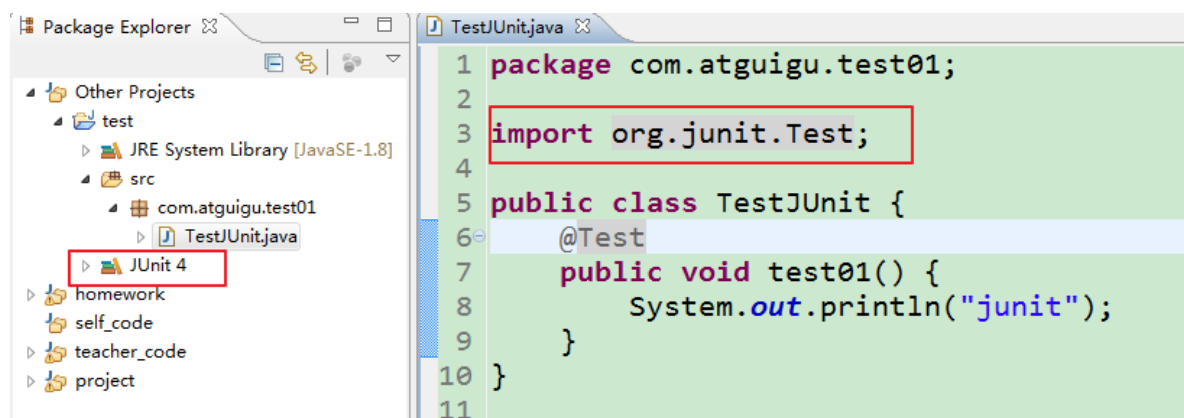 Package Explorer
Other Projects
test
JRE System Library [JavaSE-1.8]
src
com.atguigu.test01
TestJUnit.java
JUnit 4
homework
self_code
teacher_code
project
TestJUnit.java
1 package com.atguigu.test01;
2
3 import org.junit.Test;
4
5 public class TestJUnit {
6 @Test
7 public void test01() {
8 System.out.println("junit");
9 }
10 }
11